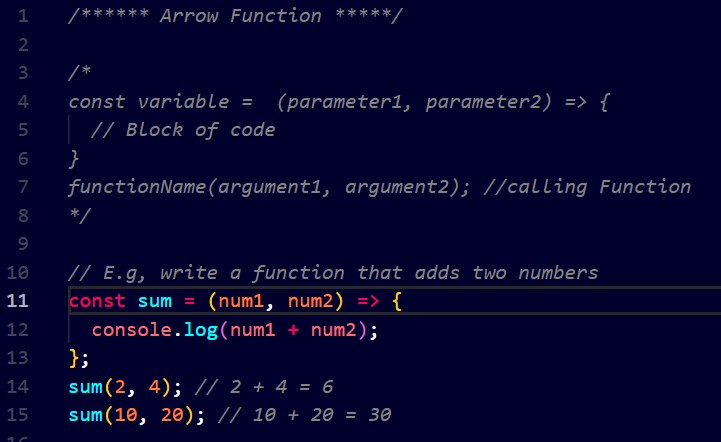 1 /****** Arrow Function *****/
2
3 /*
4 const variable =  (parameter1, parameter2) => {
5   // Block of code
6 }
7 functionName(argument1, argument2); //calling Function
8 */
9
10 // E.g, write a function that adds two numbers
11 const sum = (num1, num2) => {
12   console.log(num1 + num2);
13 };
14 sum(2, 4); // 2 + 4 = 6
15 sum(10, 20); // 10 + 20 = 30
16